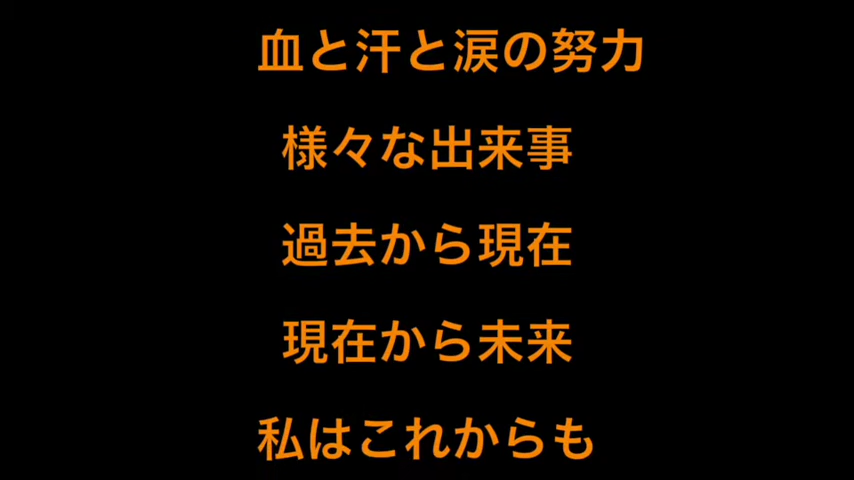 血と汗と涙の努力
様々な出来事
過去から現在
現在から未来
私はこれからも